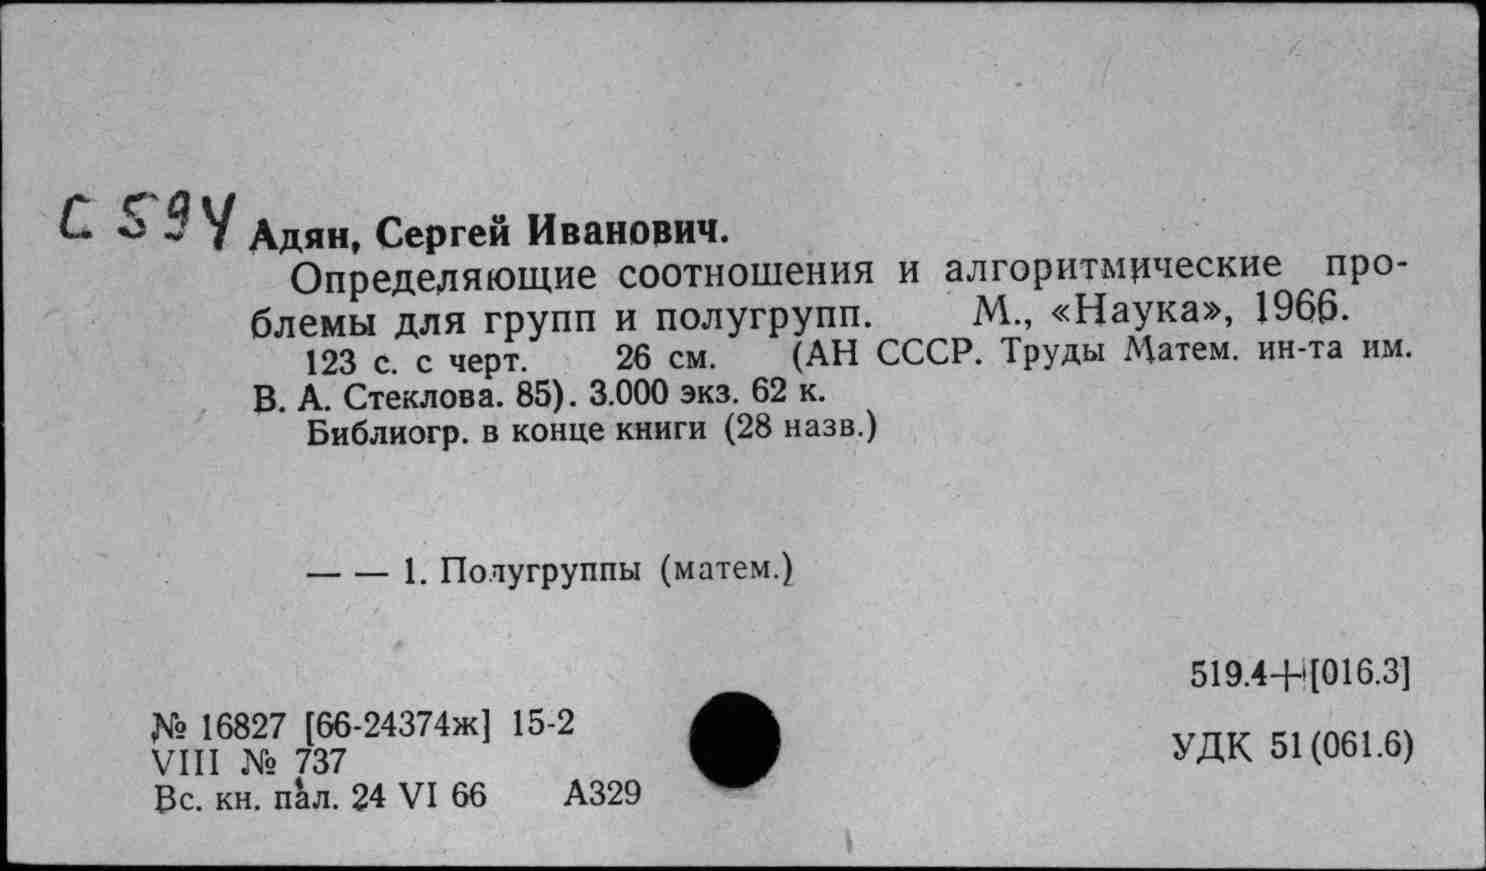 С 594 Адян, Сергей Иванович.
Определяющие соотношения и алгоритмические про-
блемы для групп и полугрупп. М., «Наука», 1966.
123 с. с черт. 26 см. (АН СССР. Труды Матем. ин-та им.
В. А. Стеклова. 85). 3.000 экз. 62 к.
Библиогр. в конце книги (28 назв.)
— — 1. Полугруппы (матем.)
519.4+[016.3]
№ 16827 [66-24374ж] 15-2
VIII № 737
УДК 51(061.6)
Вс. кн. пал. 24 VI 66 А329